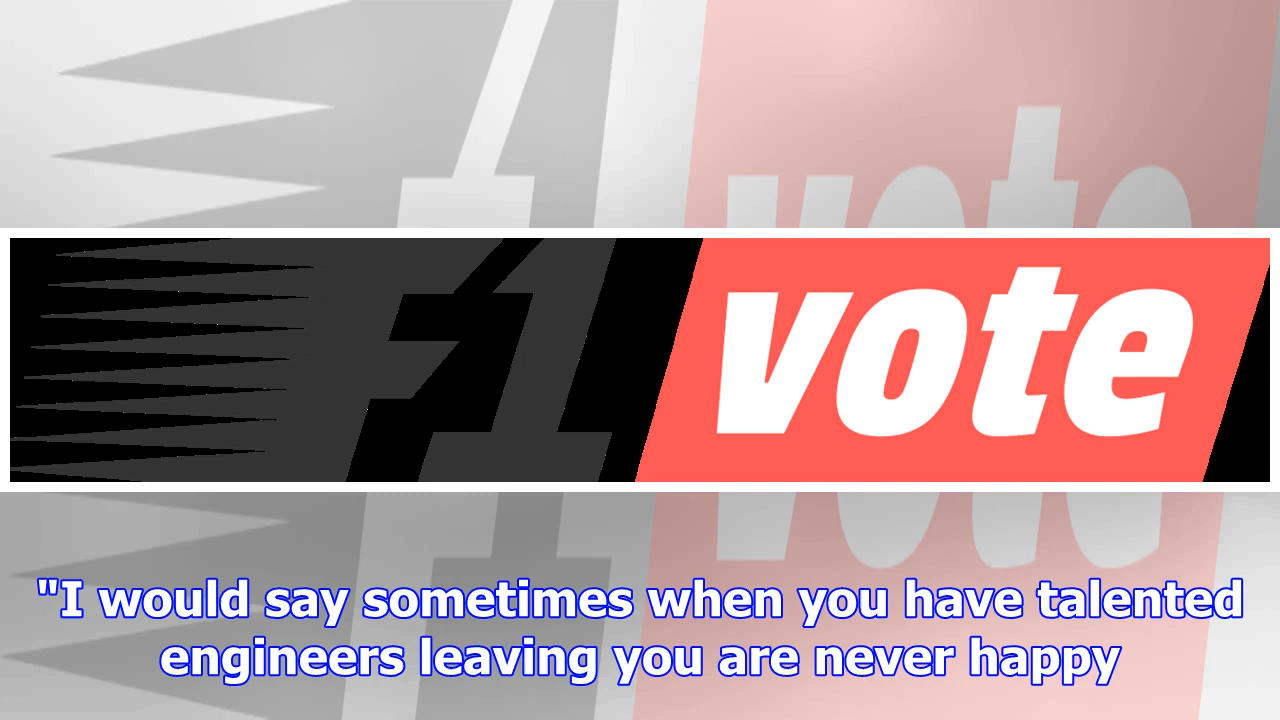 F1 vote
"I would say sometimes when you have talented
engineers leaving you are never happy